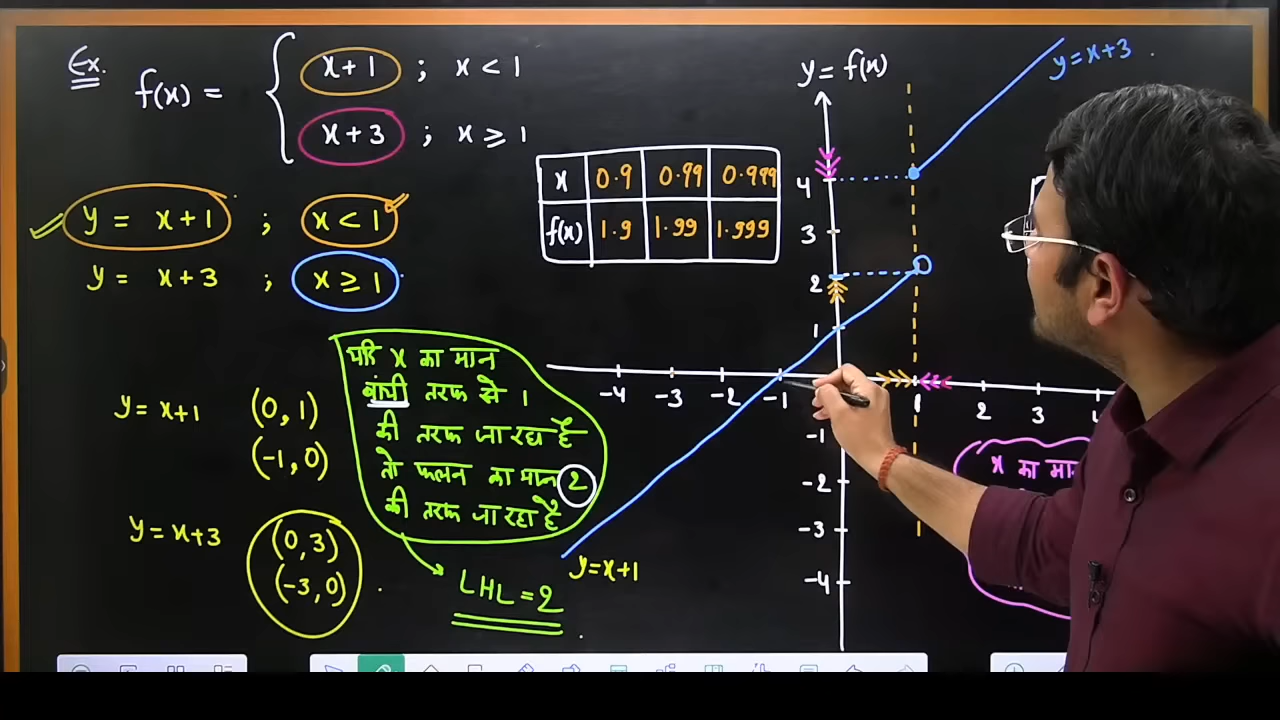 Ex.
f(x) = { x+1 ; x < 1
x+3 ; x ≥ 1
y = x+1 ; x < 1
y = x+3 ; x ≥ 1
y = x+1 (0, 1)
(-1, 0)
y = x+3 (0, 3)
(-3, 0)
यदि x का मान
बांयी तरफ से 1
की तरफ जा रहा है
तो फलन का मान 2
की तरफ जा रहा है
LHL = 2
x 0.9 0.99 0.999
f(x) 1.9 1.99 1.999
y = f(x)
y = x+3
4
3
2
1
-4 -3 -2 -1 1 2 3 4
-1
-2
-3
-4
y = x+1
x का